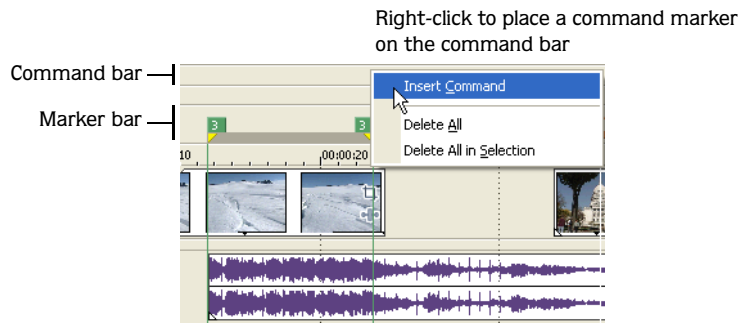 Right-click to place a command marker
on the command bar
Command bar
Insert Command
Marker bar
3
3
Delete All
10
00:00:20
Delete All in Selection